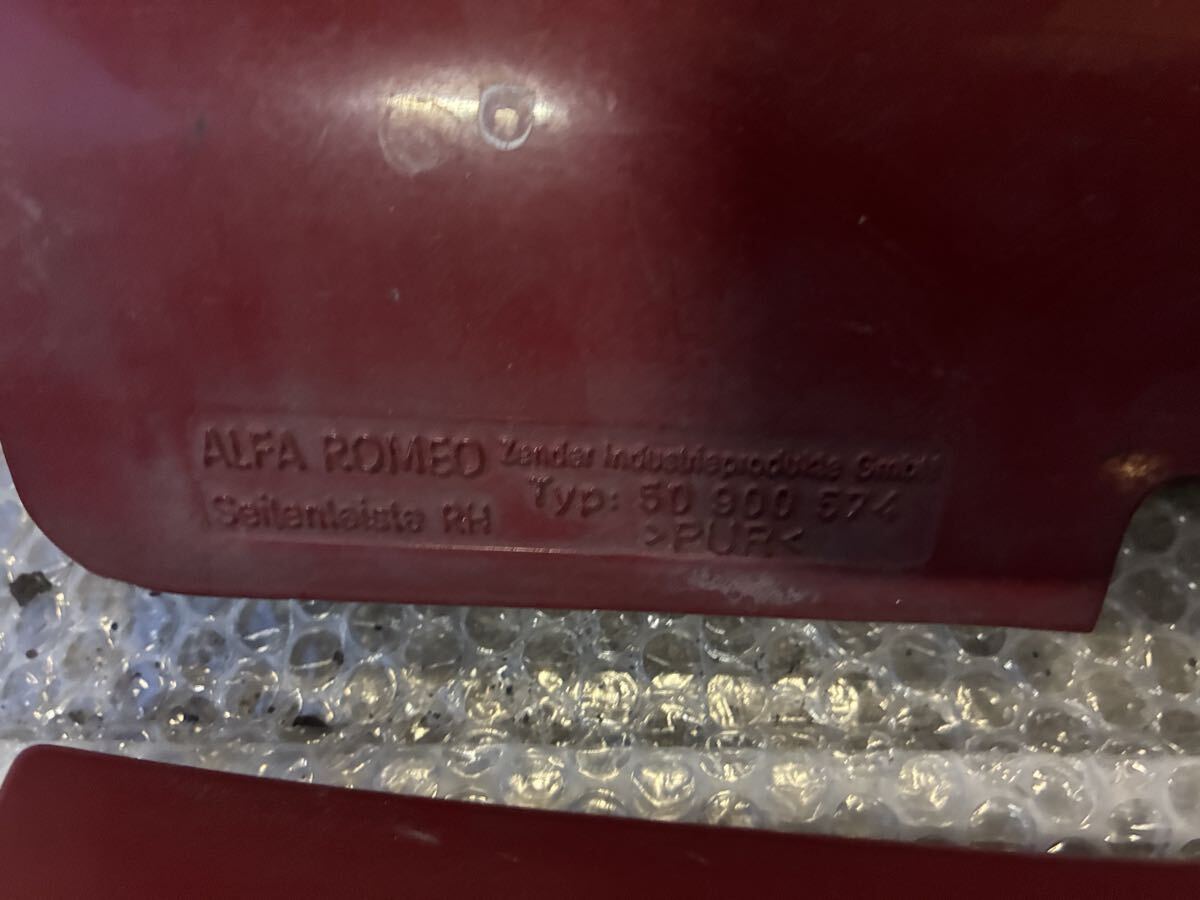 ALFA ROMEO Zender Industrieprodukte GmbH
Seitenleiste RH Typ: 50 900 574
>PUR<